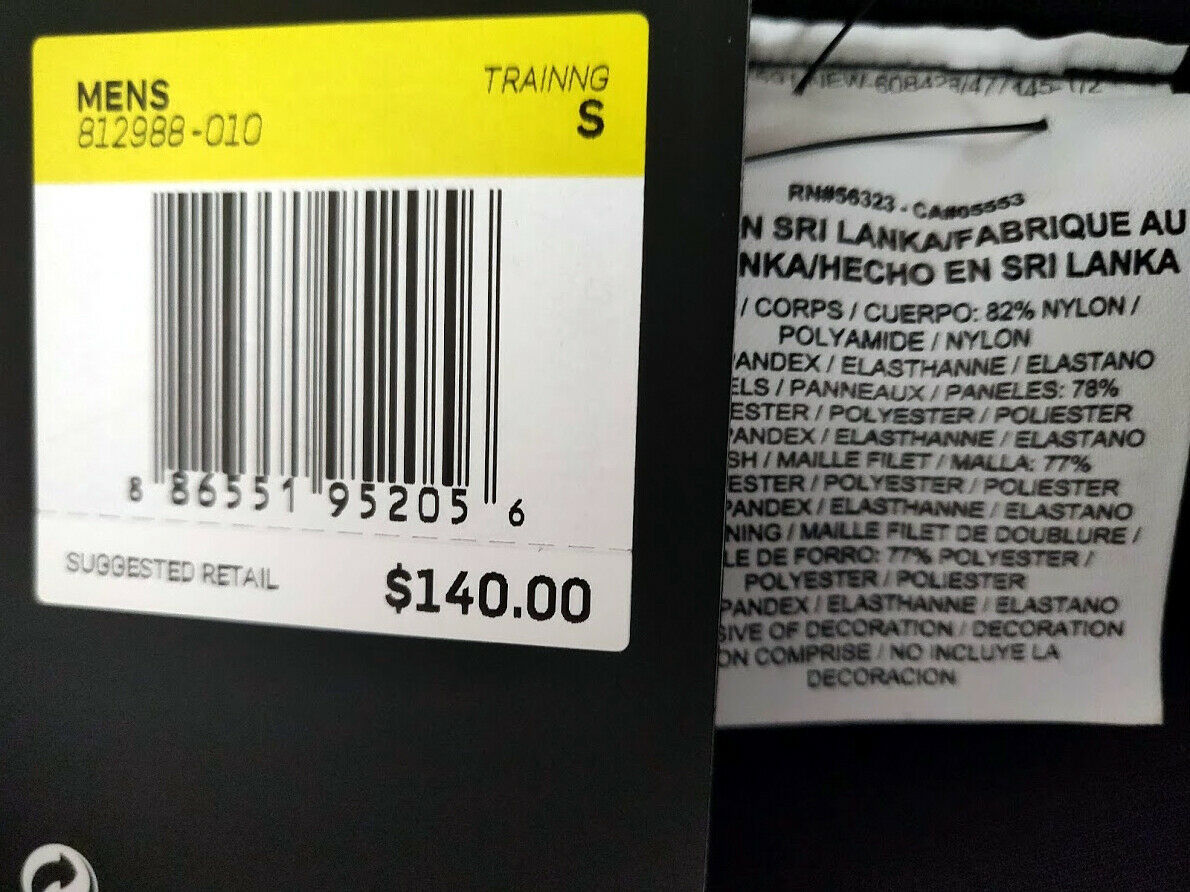 MENS
812988-010
TRAINNG
S
8 86551 95205 6
SUGGESTED RETAIL
$140.00
RN#56323 - CA#05553
N SRI LANKA/FABRIQUE AU
NKA/HECHO EN SRI LANKA
/ CORPS / CUERPO: 82% NYLON /
POLYAMIDE / NYLON
ANDEX / ELASTHANNE / ELASTANO
ELS / PANNEAUX / PANELES: 78%
ESTER / POLYESTER / POLIESTER
PANDEX / ELASTHANNE / ELASTANO
SH / MAILLE FILET / MALLA: 77%
ESTER / POLYESTER / POLIESTER
PANDEX / ELASTHANNE / ELASTANO
NING / MAILLE FILET DE DOUBLURE /
LE DE FORRO: 77% POLYESTER /
POLYESTER / POLIESTER
PANDEX / ELASTHANNE / ELASTANO
SIVE OF DECORATION / DECORATION
ON COMPRISE / NO INCLUYE LA
DECORACION